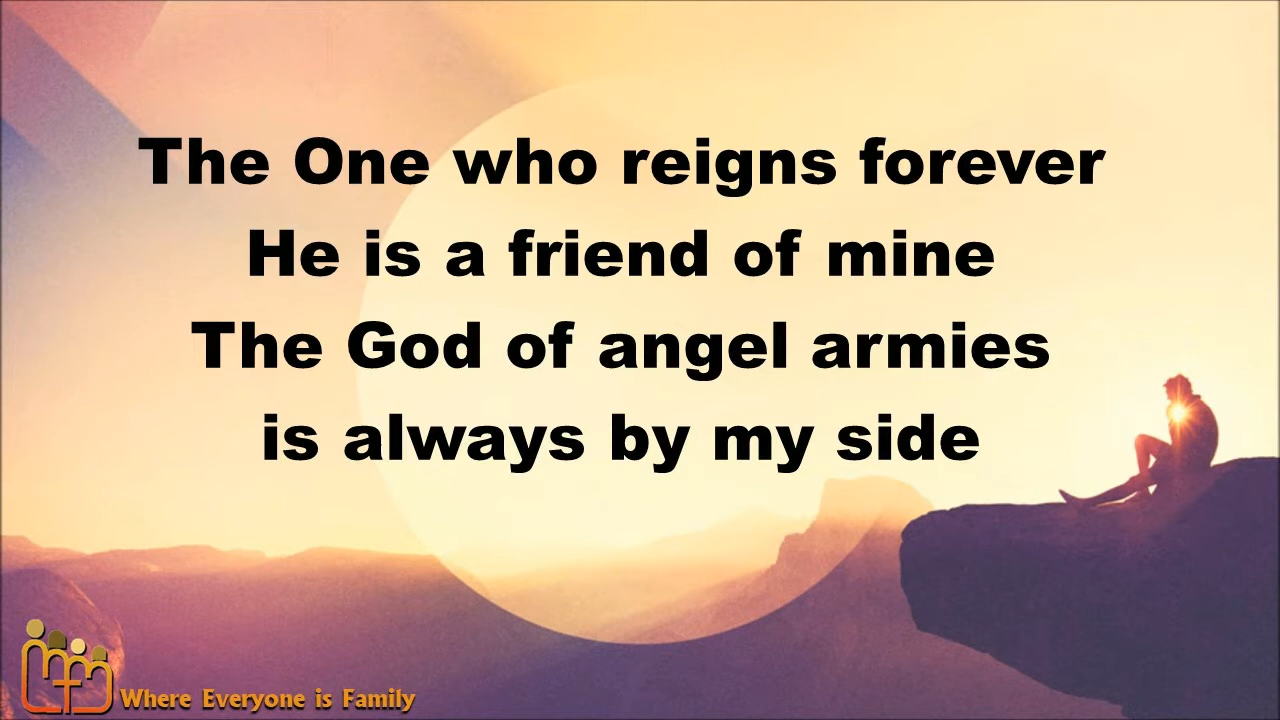 The One who reigns forever
He is a friend of mine
The God of angel armies
is always by my side
Where Everyone is Family